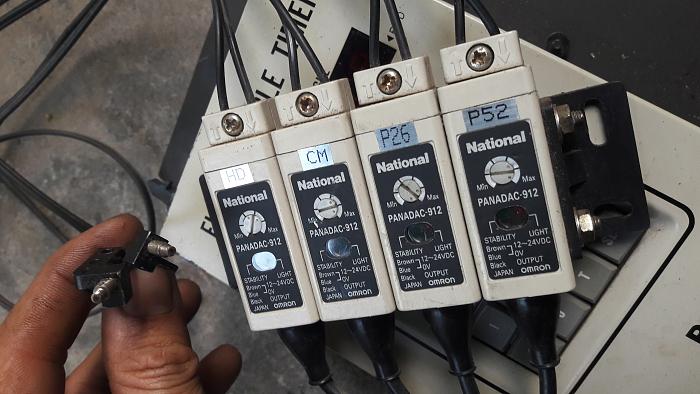 HD
National
Min
Max
PANADAC-912
STABILITY LIGHT
Brown 12–24VDC
Blue 0V
Black OUTPUT
JAPAN OMRON
CM
National
Min
Max
PANADAC-912
STABILITY LIGHT
Brown 12–24VDC
Blue 0V
Black OUTPUT
JAPAN OMRON
P26
National
Min
Max
PANADAC-912
STABILITY LIGHT
Brown 12–24VDC
Blue 0V
Black OUTPUT
JAPAN OMRON
P52
National
Min
Max
PANADAC-912
STABILITY LIGHT
Brown 12–24VDC
Blue 0V
Black OUTPUT
JAPAN OMRON
LE TIMER